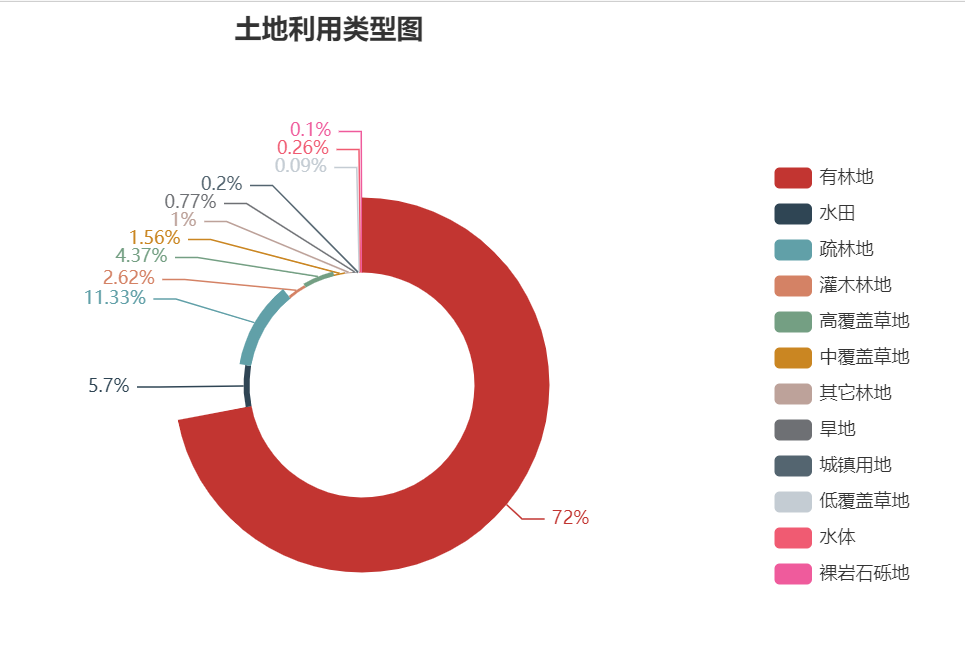 土地利用类型图
0.1%
0.26%
0.09%
0.2%
0.77%
1%
1.56%
4.37%
2.62%
11.33%
5.7%
72%
有林地
水田
疏林地
灌木林地
高覆盖草地
中覆盖草地
其它林地
旱地
城镇用地
低覆盖草地
水体
裸岩石砾地